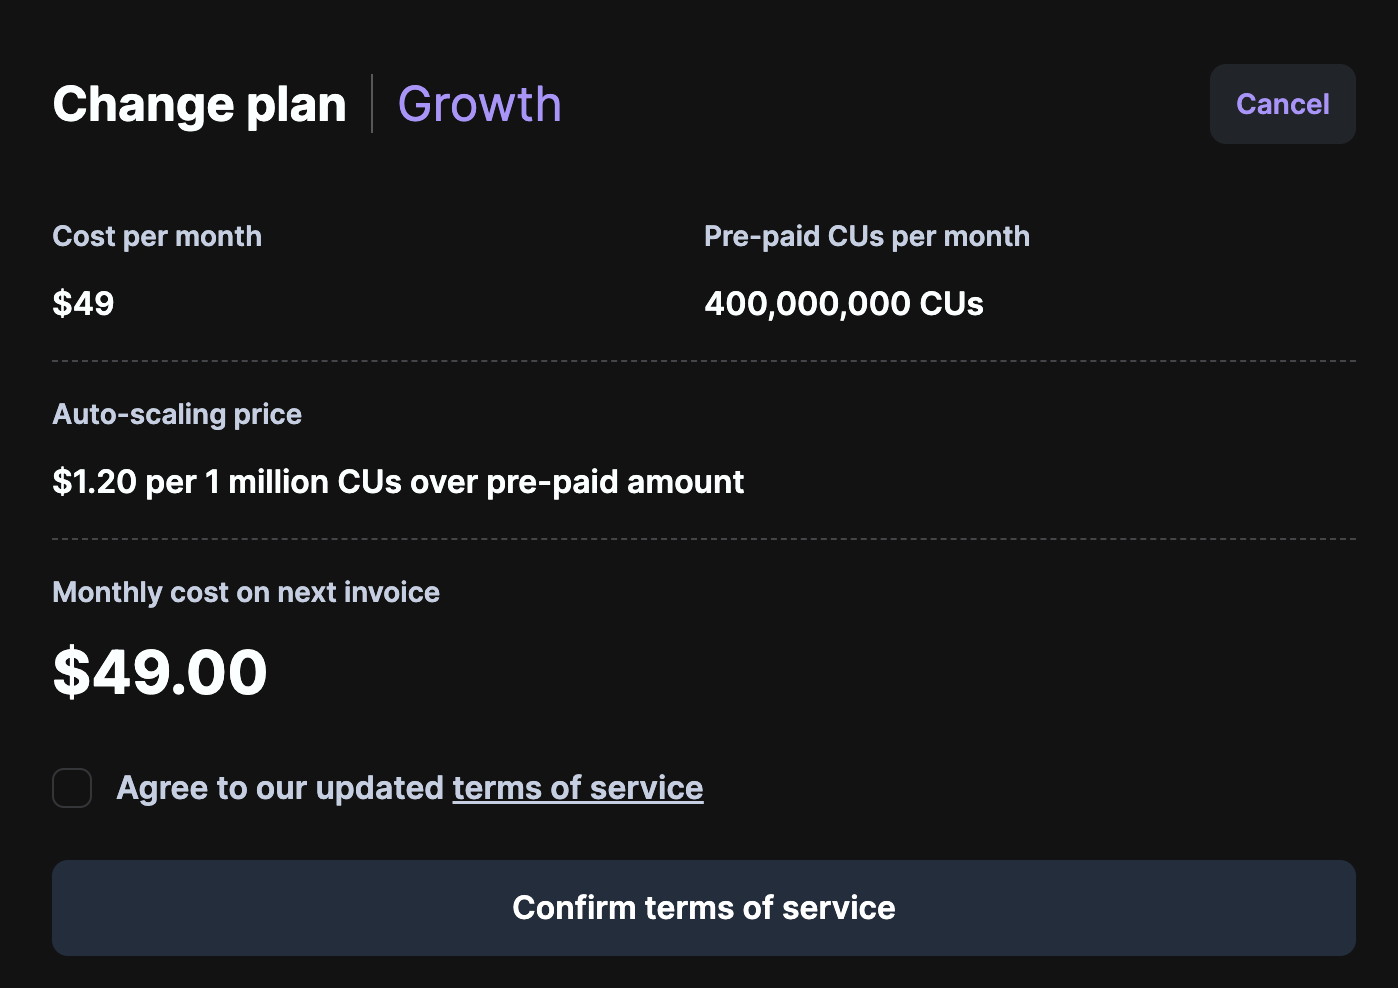 Change plan
Growth
Cancel
Cost per month
Pre-paid CUs per month
$49
400,000,000 CUs
Auto-scaling price
$1.20 per 1 million CUs over pre-paid amount
Monthly cost on next invoice
$49.00
Agree to our updated terms of service
Confirm terms of service